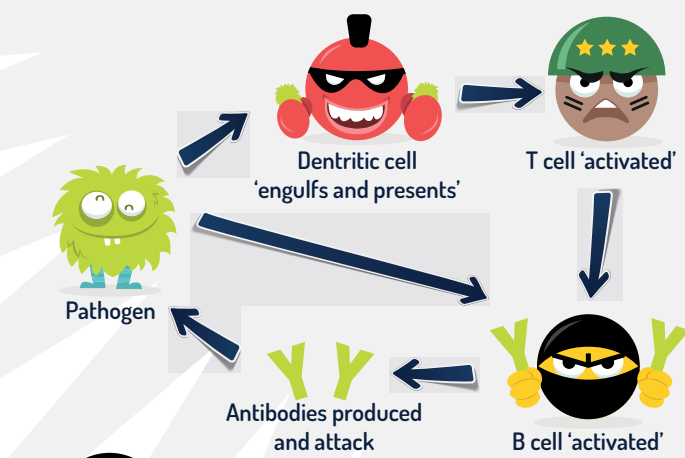 Dentritic cell
'engulfs and presents'
T cell 'activated'
Pathogen
Antibodies produced
and attack
B cell 'activated'